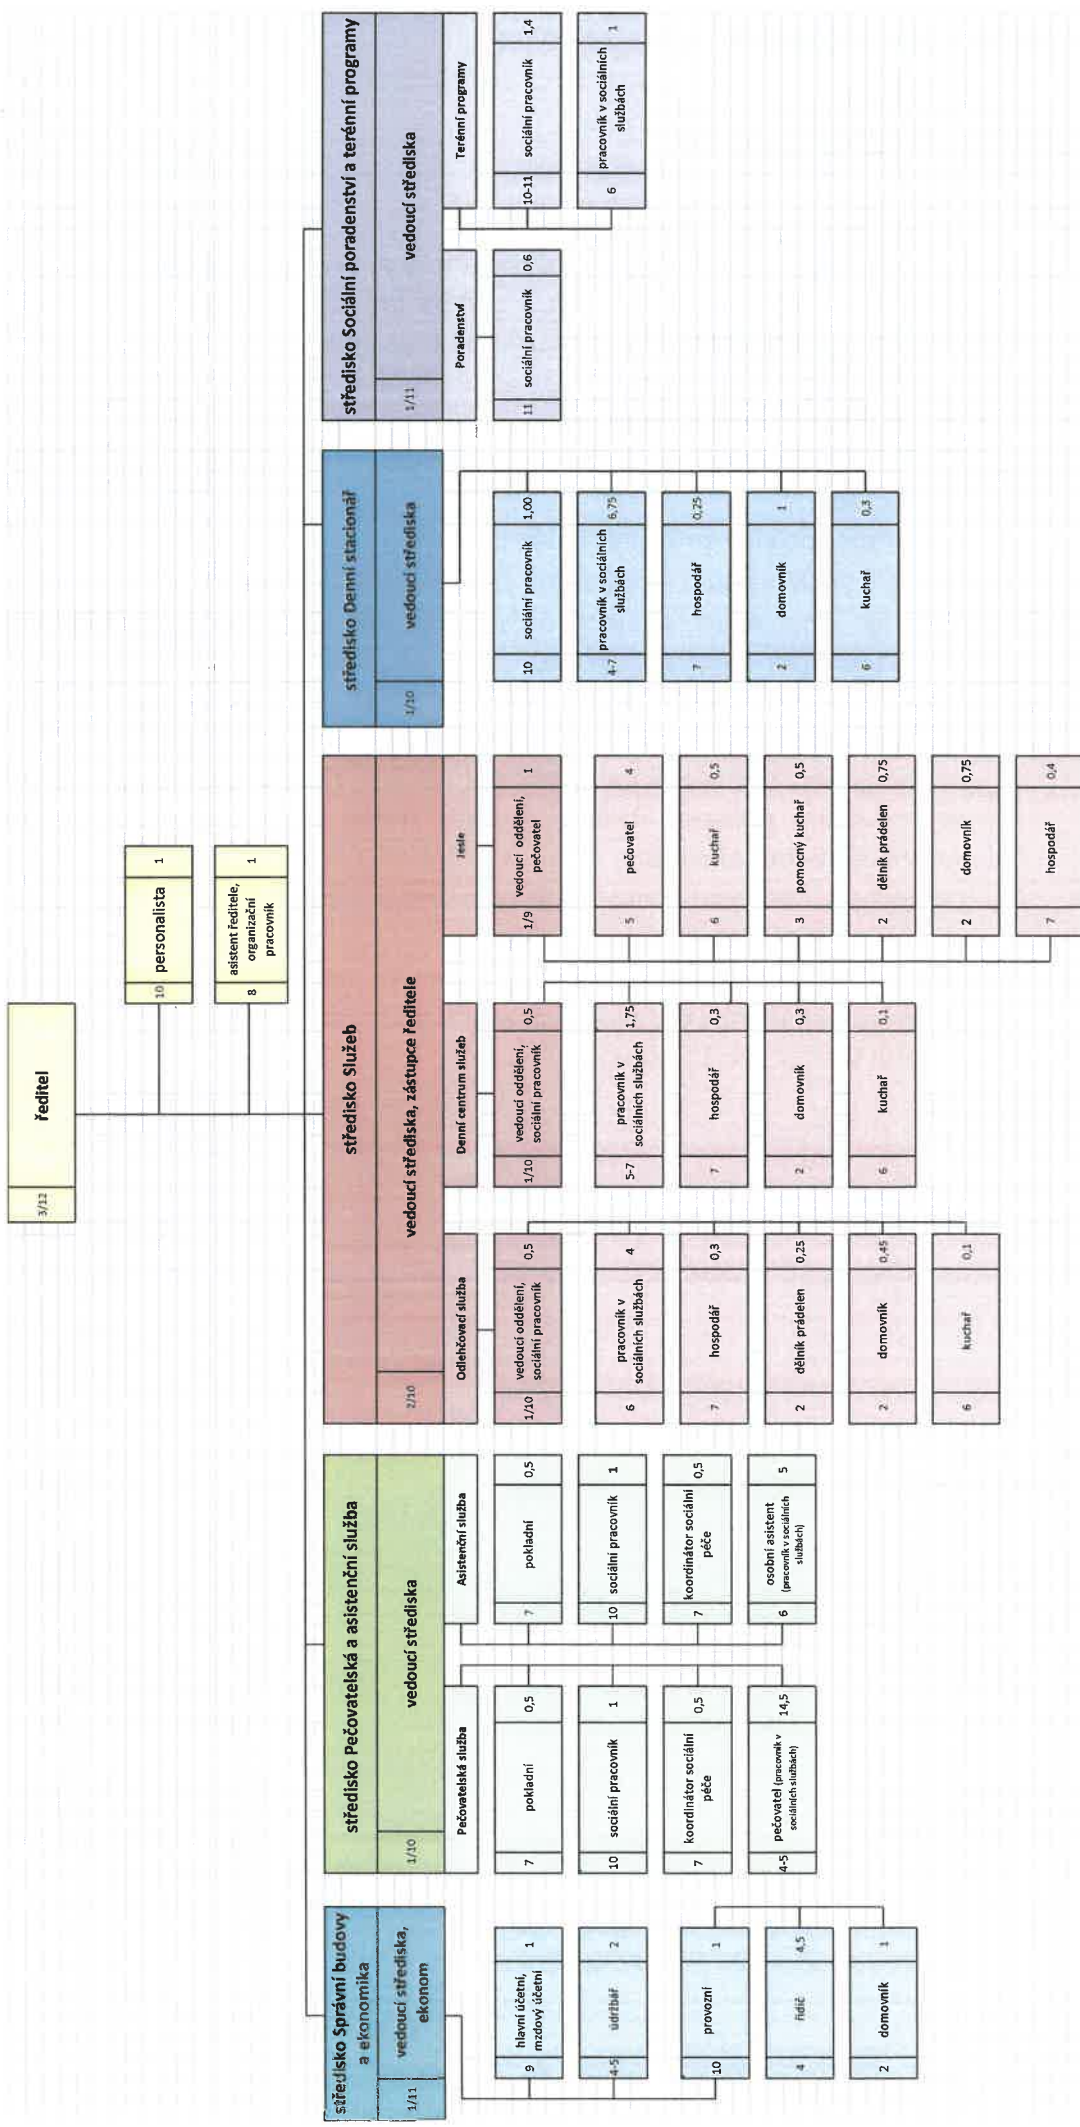 ředitel
3/12
10
personalista
1
8
asistent ředitele,
organizační
pracovník
1
středisko Správní budovy
a ekonomika
1/11
vedoucí střediska,
ekonom
9
hlavní účetní,
mzdový účetní
1
4-5
údržbář
2
10
provozní
1
4
řidič
4,5
2
domovník
1
středisko Pečovatelská a asistenční služba
1/10
vedoucí střediska
Pečovatelská služba
7
pokladní
0,5
10
sociální pracovník
1
7
koordinátor sociální
péče
0,5
4-5
pečovatel (pracovník v
sociálních službách)
14,5
Asistenční služba
7
pokladní
0,5
10
sociální pracovník
1
7
koordinátor sociální
péče
0,5
6
osobní asistent
(pracovník v sociálních
službách)
5
středisko Služeb
2/10
vedoucí střediska, zástupce ředitele
Odlehčovací služba
1/10
vedoucí oddělení,
sociální pracovník
0,5
6
pracovník v
sociálních službách
4
7
hospodář
0,3
2
dělník prádelen
0,25
2
domovník
0,45
6
kuchař
0,1
Denní centrum služeb
1/10
vedoucí oddělení,
sociální pracovník
0,5
5-7
pracovník v
sociálních službách
1,75
7
hospodář
0,3
2
domovník
0,3
6
kuchař
0,1
Jesle
1/9
vedoucí oddělení,
pečovatel
1
5
pečovatel
4
6
kuchař
0,5
3
pomocný kuchař
0,5
2
dělník prádelen
0,75
2
domovník
0,75
7
hospodář
0,4
středisko Denní stacionář
1/10
vedoucí střediska
10
sociální pracovník
1,00
4-7
pracovník v sociálních
službách
6,75
7
hospodář
0,25
2
domovník
1
6
kuchař
0,3
středisko Sociální poradenství a terénní programy
1/11
vedoucí střediska
Poradenství
11
sociální pracovník
0,6
Terénní programy
10-11
sociální pracovník
1,4
6
pracovník v sociálních
službách
1